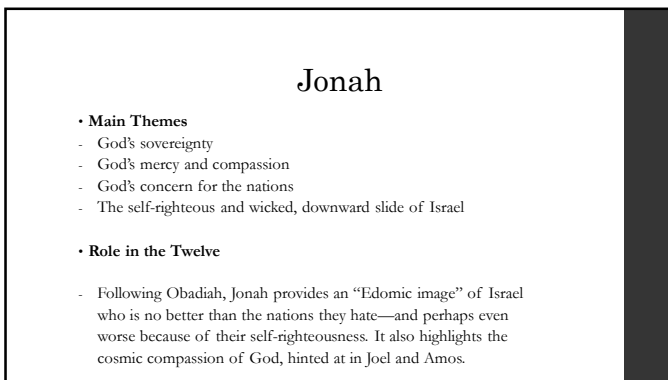 Jonah
• Main Themes
- God’s sovereignty
- God’s mercy and compassion
- God’s concern for the nations
- The self-righteous and wicked, downward slide of Israel
• Role in the Twelve
- Following Obadiah, Jonah provides an “Edomic image” of Israel
who is no better than the nations they hate—and perhaps even
worse because of their self-righteousness. It also highlights the
cosmic compassion of God, hinted at in Joel and Amos.